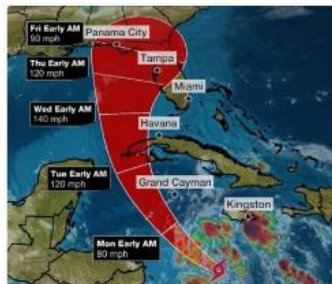 Fri Early AM
90 mph
Panama City
Thu Early AM
120 mph
Tampa
Miami
Wed Early AM
140 mph
Havana
Tue Early AM
120 mph
Grand Cayman
Kingston
Mon Early AM
80 mph